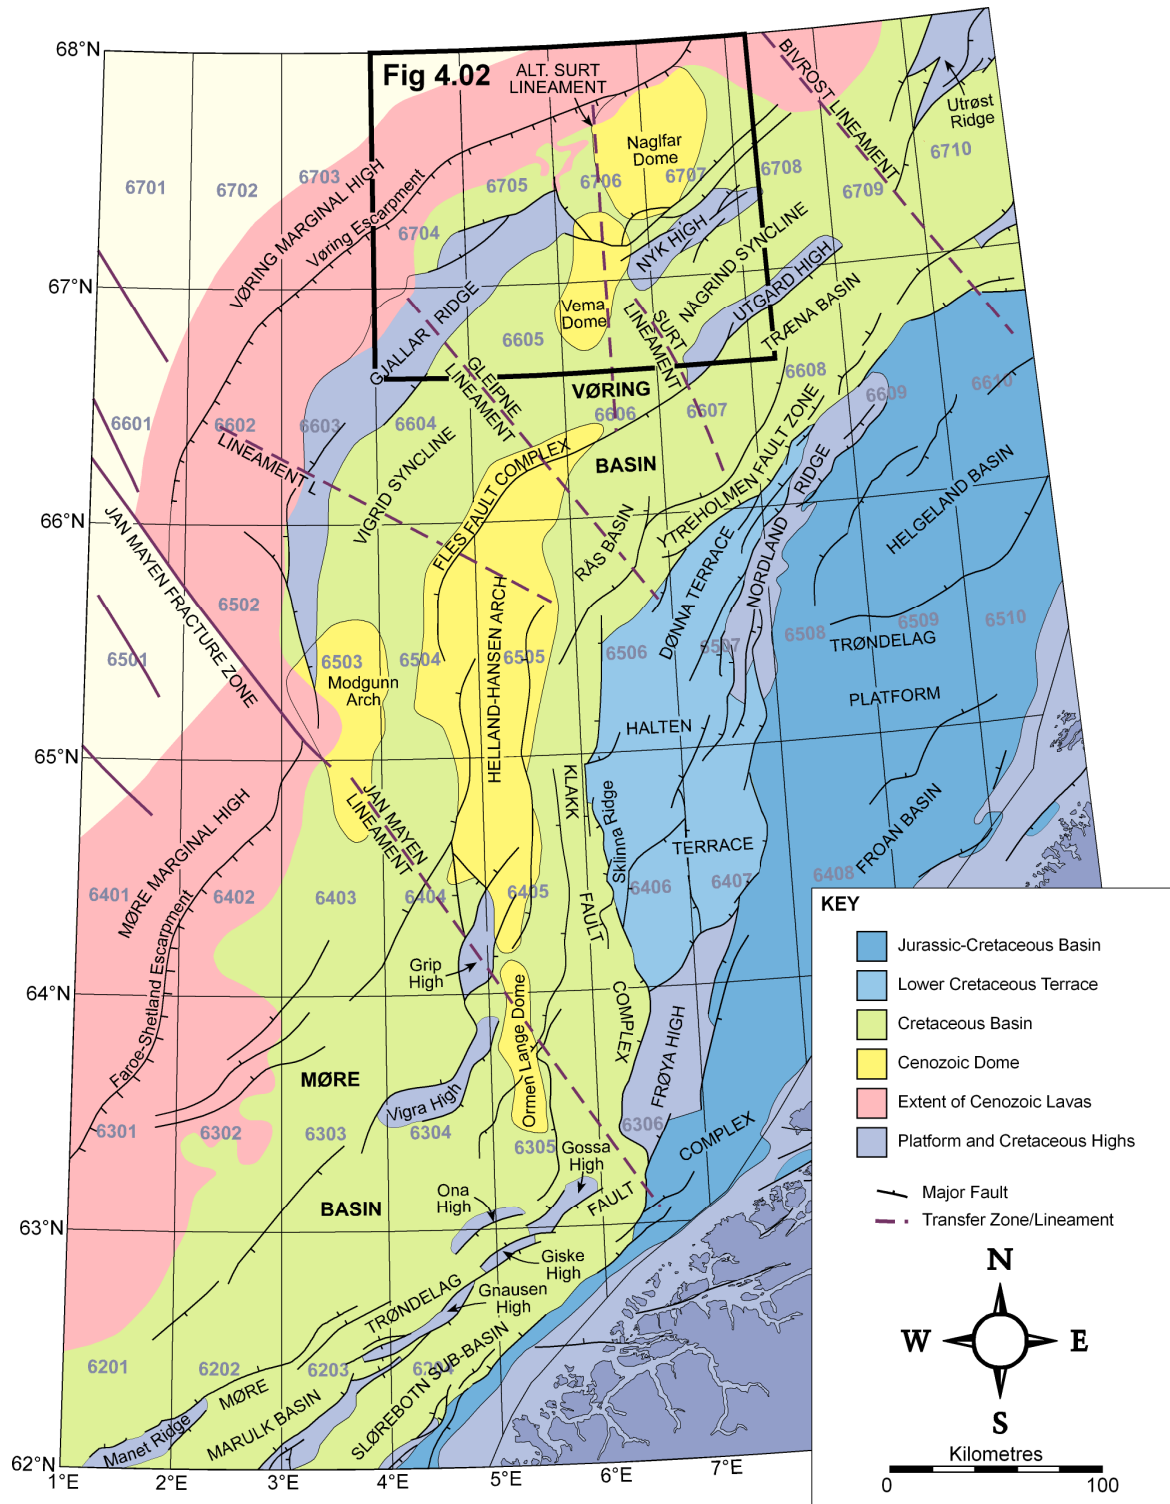 68°N
Fig 4.02
ALT. SURT
LINEAMENT
BIVROST LINEAMENT
Utrøst
Ridge
Naglfar
Dome
6701
6702
6703
6704
6705
6706
6707
6708
6709
6710
VØRING MARGINAL HIGH
Vøring Escarpment
NYK HIGH
NÅGRIND SYNCLINE
UTGARD HIGH
TRÆNA BASIN
67°N
GJALLAR RIDGE
Vema
Dome
SURT
LINEAMENT
GLEIPNE
LINEAMENT
6605
VØRING
6601
6602
6603
6604
6606
6607
6608
6609
6610
BASIN
LINEAMENT L
VIGRID SYNCLINE
FLES FAULT COMPLEX
YTREHOLMEN FAULT ZONE
RIDGE
NORDLAND
HELGELAND BASIN
66°N
JAN MAYEN FRACTURE ZONE
RÅS BASIN
DØNNA TERRACE
HELLAND-HANSEN ARCH
6501
6502
6503
6504
6505
6506
6507
6508
6509
6510
Modgunn
Arch
TRØNDELAG
PLATFORM
HALTEN
TERRACE
65°N
JAN MAYEN
LINEAMENT
KLAKK
FAULT
COMPLEX
Sklinna Ridge
FROAN BASIN
MØRE MARGINAL HIGH
Faroe-Shetland Escarpment
6401
6402
6403
6404
6405
6406
6407
6408
Grip
High
64°N
Ormen Lange Dome
FRØYA HIGH
MØRE
Vigra High
6301
6302
6303
6304
6305
6306
Gossa
High
COMPLEX
Ona
High
FAULT
BASIN
63°N
Giske
High
Gnausen
High
TRØNDELAG
6201
6202
6203
6204
MØRE
MARULK BASIN
SLØREBOTN SUB-BASIN
Manet Ridge
62°N
1°E
2°E
3°E
4°E
5°E
6°E
7°E
KEY
Jurassic-Cretaceous Basin
Lower Cretaceous Terrace
Cretaceous Basin
Cenozoic Dome
Extent of Cenozoic Lavas
Platform and Cretaceous Highs
Major Fault
Transfer Zone/Lineament
N
W
E
S
Kilometres
0
100